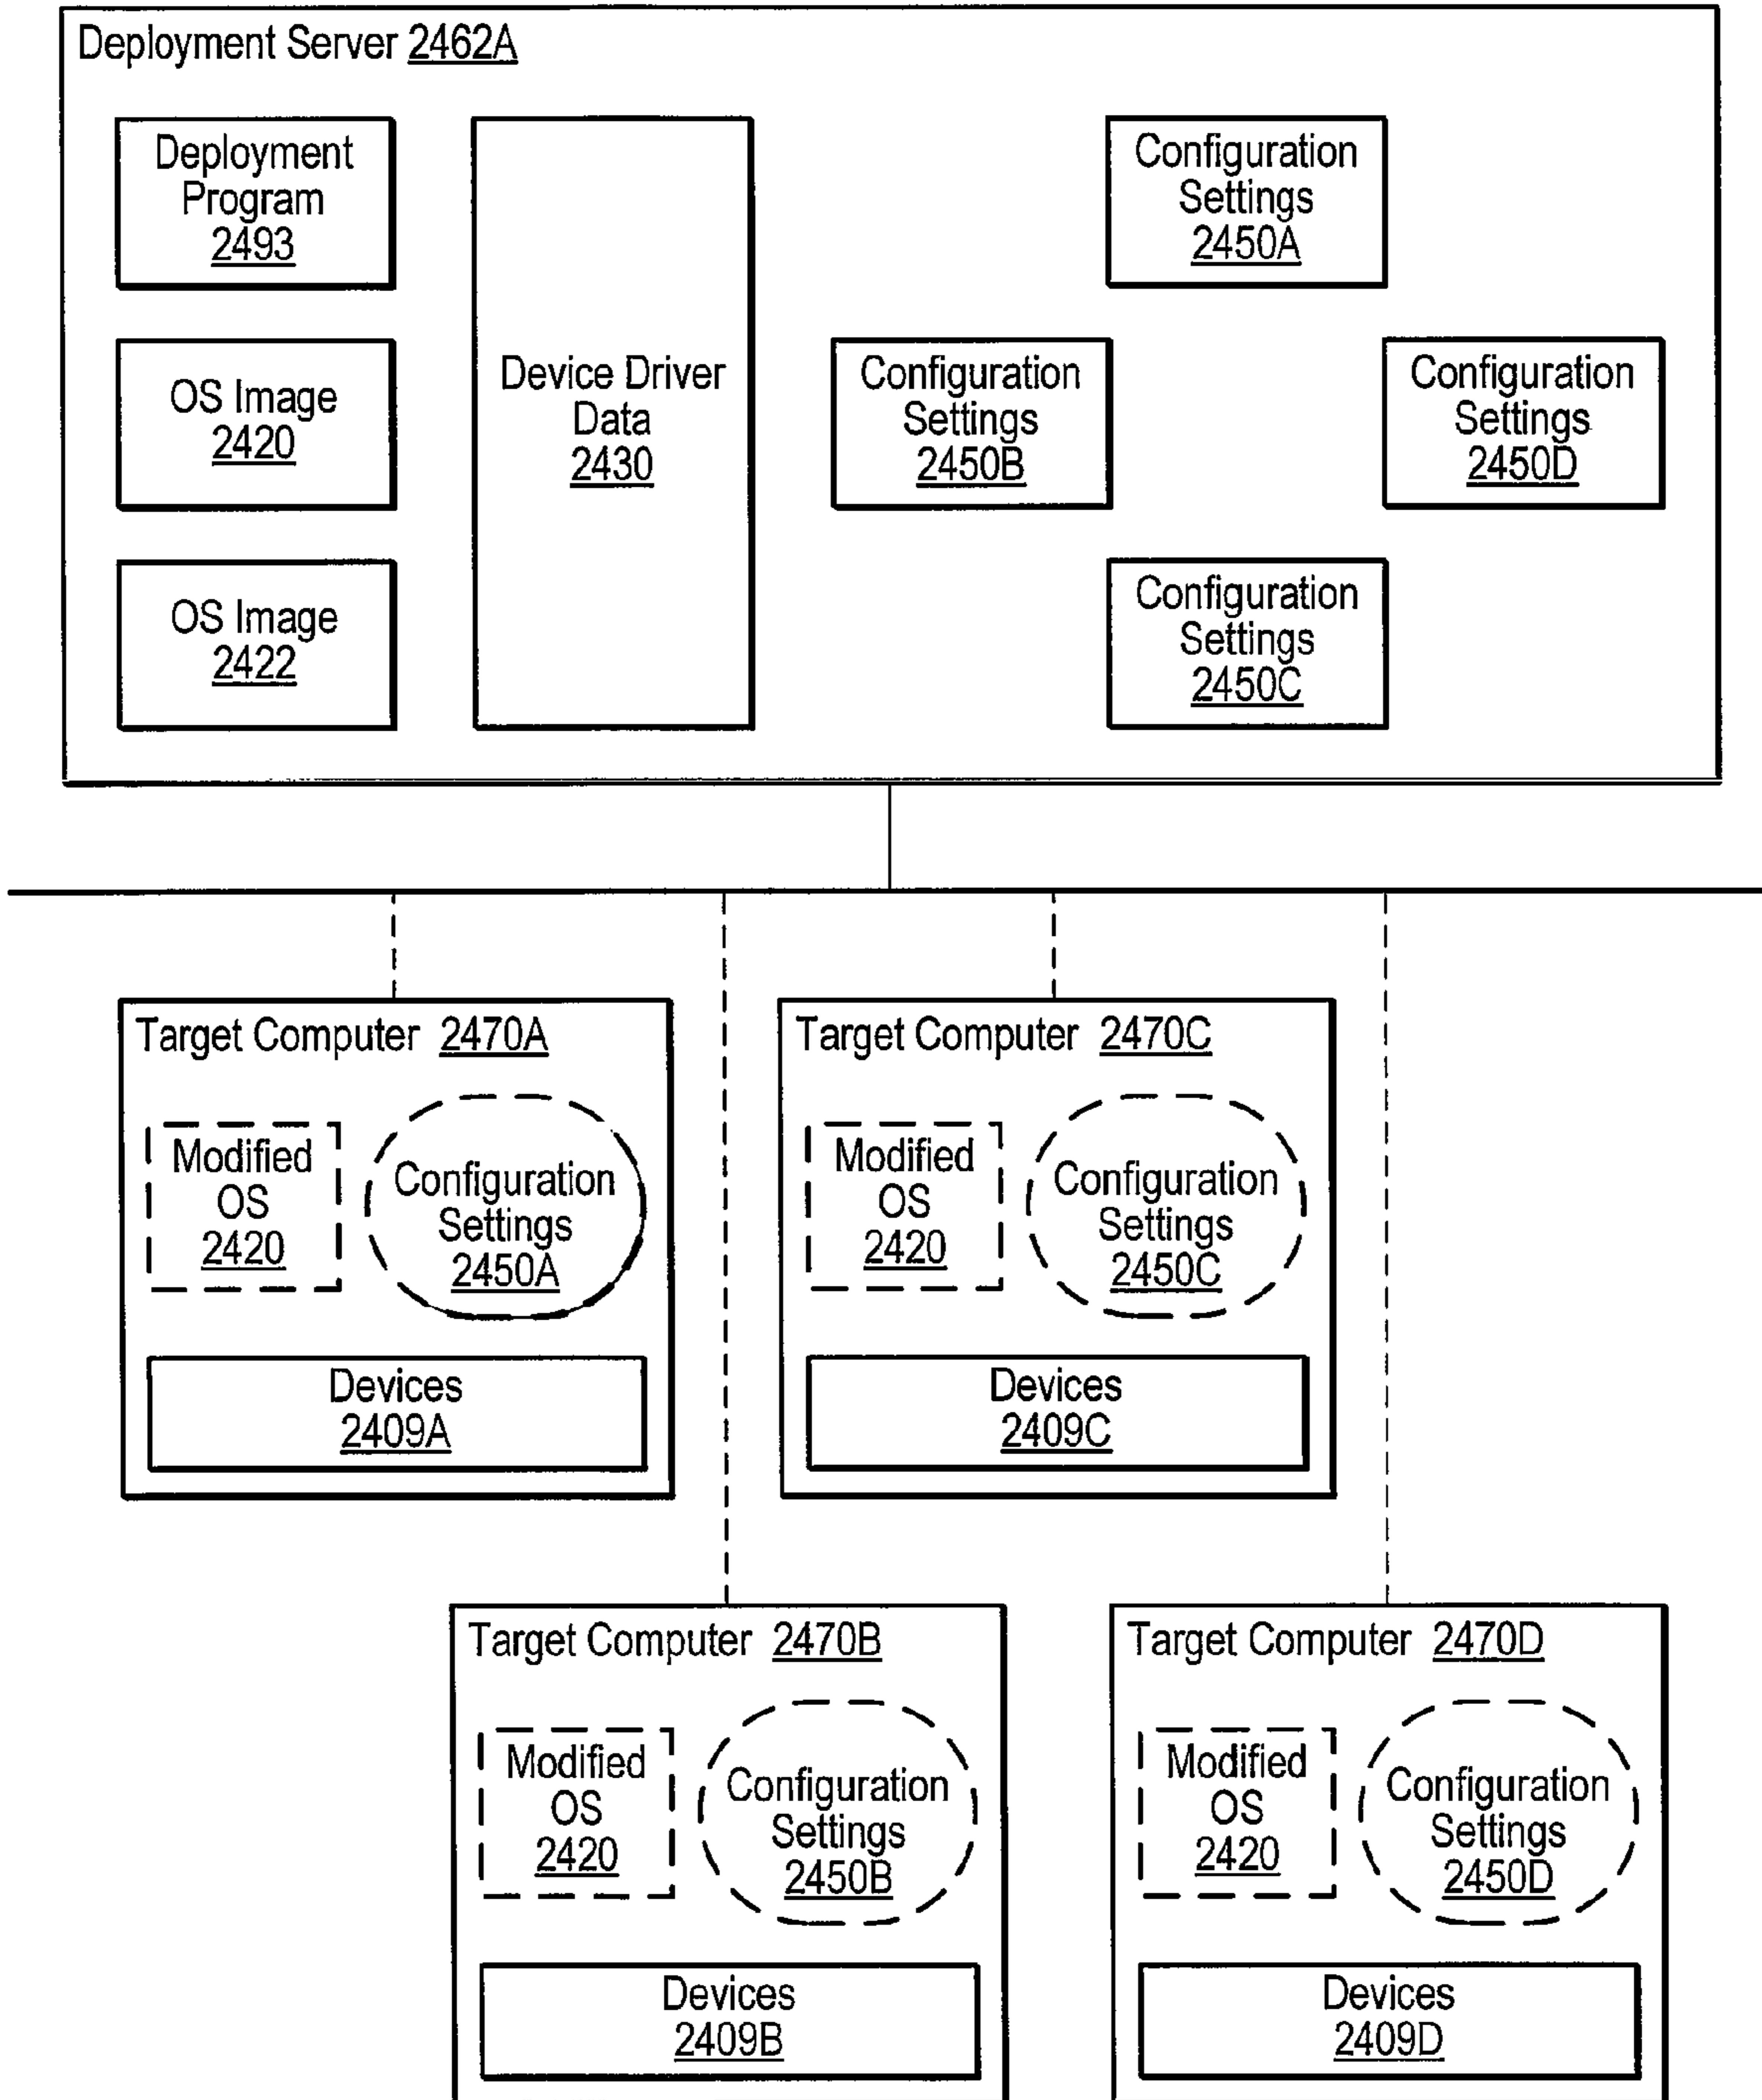 Deployment Server 2462A
Deployment
Program
2493
OS Image
2420
OS Image
2422
Device Driver
Data
2430
Configuration
Settings
2450A
Configuration
Settings
2450B
Configuration
Settings
2450D
Configuration
Settings
2450C
Target Computer 2470A
Modified
OS
2420
Configuration
Settings
2450A
Devices
2409A
Target Computer 2470C
Modified
OS
2420
Configuration
Settings
2450C
Devices
2409C
Target Computer 2470B
Modified
OS
2420
Configuration
Settings
2450B
Devices
2409B
Target Computer 2470D
Modified
OS
2420
Configuration
Settings
2450D
Devices
2409D